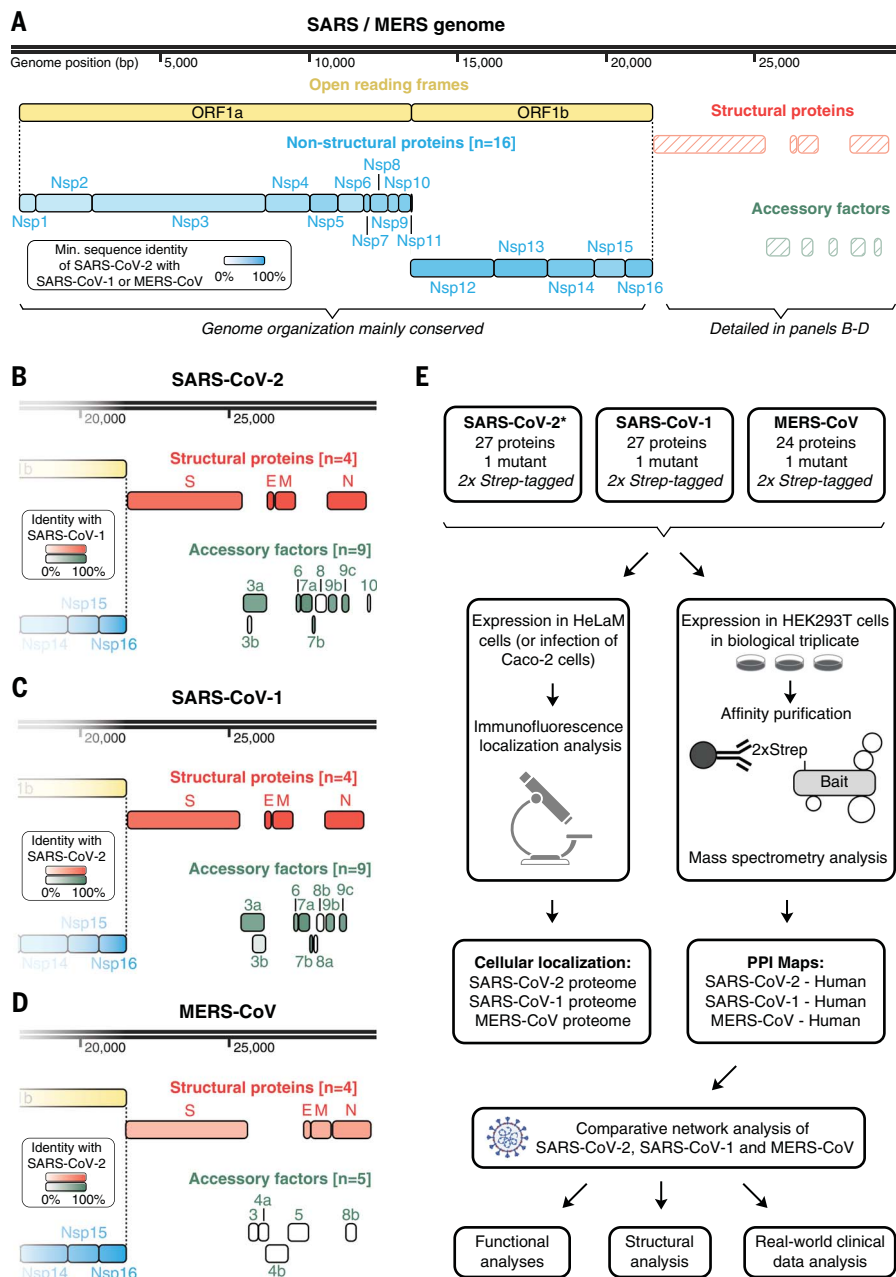 A
SARS / MERS genome
Genome position (bp)
5,000
10,000
15,000
20,000
25,000
Open reading frames
ORF1a
ORF1b
Structural proteins
Non-structural proteins [n=16]
Nsp8
Nsp2
Nsp4
Nsp6
Nsp10
Nsp1
Nsp3
Nsp5
Nsp9
Nsp7
Nsp11
Accessory factors
Min. sequence identity
of SARS-CoV-2 with
SARS-CoV-1 or MERS-CoV
0%
100%
Nsp13
Nsp15
Nsp12
Nsp14
Nsp16
Genome organization mainly conserved
Detailed in panels B-D
B
SARS-CoV-2
20,000
25,000
Structural proteins [n=4]
1b
S
E
M
N
Identity with
SARS-CoV-1
0%
100%
Accessory factors [n=9]
6
8
9c
3a
7a
9b
10
3b
7b
Nsp15
Nsp14
Nsp16
C
SARS-CoV-1
20,000
25,000
Structural proteins [n=4]
1b
S
E
M
N
Identity with
SARS-CoV-2
0%
100%
Accessory factors [n=9]
6
8b
9c
3a
7a
9b
3b
7b
8a
Nsp15
Nsp14
Nsp16
D
MERS-CoV
20,000
25,000
Structural proteins [n=4]
1b
S
E
M
N
Identity with
SARS-CoV-2
0%
100%
Accessory factors [n=5]
4a
3
5
8b
4b
Nsp15
Nsp14
Nsp16
E
SARS-CoV-2*
27 proteins
1 mutant
2x Strep-tagged
SARS-CoV-1
27 proteins
1 mutant
2x Strep-tagged
MERS-CoV
24 proteins
1 mutant
2x Strep-tagged
Expression in HeLaM
cells (or infection of
Caco-2 cells)
Immunofluorescence
localization analysis
Expression in HEK293T cells
in biological triplicate
Affinity purification
2xStrep
Bait
Mass spectrometry analysis
Cellular localization:
SARS-CoV-2 proteome
SARS-CoV-1 proteome
MERS-CoV proteome
PPI Maps:
SARS-CoV-2 - Human
SARS-CoV-1 - Human
MERS-CoV - Human
Comparative network analysis of
SARS-CoV-2, SARS-CoV-1 and MERS-CoV
Functional
analyses
Structural
analysis
Real-world clinical
data analysis